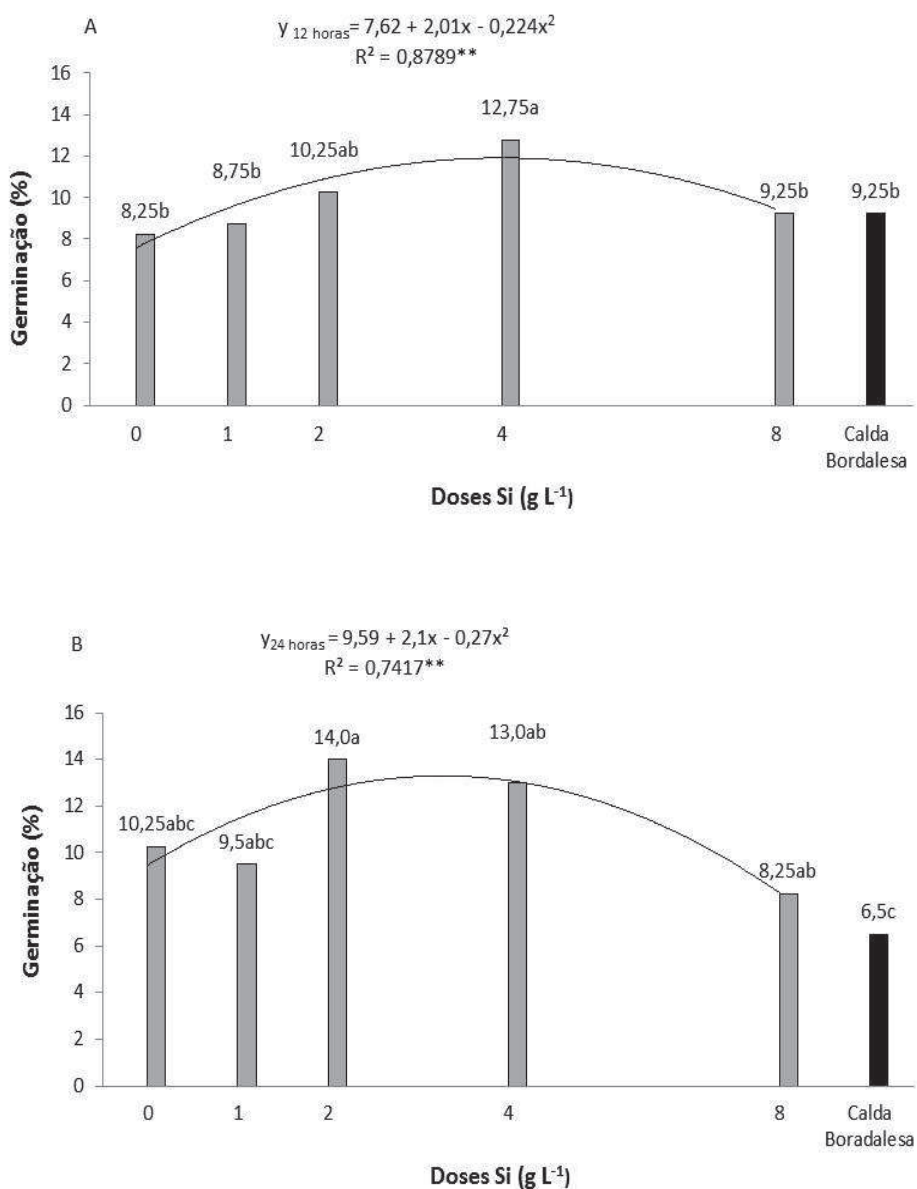 A
y 12 horas = 7,62 + 2,01x - 0,224x²
R² = 0,8789**
Germinação (%)
16
14
12
10
8
6
4
2
0
8,25b
8,75b
10,25ab
12,75a
9,25b
9,25b
0 1 2 4 8 Calda
Bordalesa
Doses Si (g L⁻¹)
B
y24 horas = 9,59 + 2,1x - 0,27x²
R² = 0,7417**
Germinação (%)
16
14
12
10
8
6
4
2
0
10,25abc
9,5abc
14,0a
13,0ab
8,25ab
6,5c
0 1 2 4 8 Calda
Boradalesa
Doses Si (g L⁻¹)